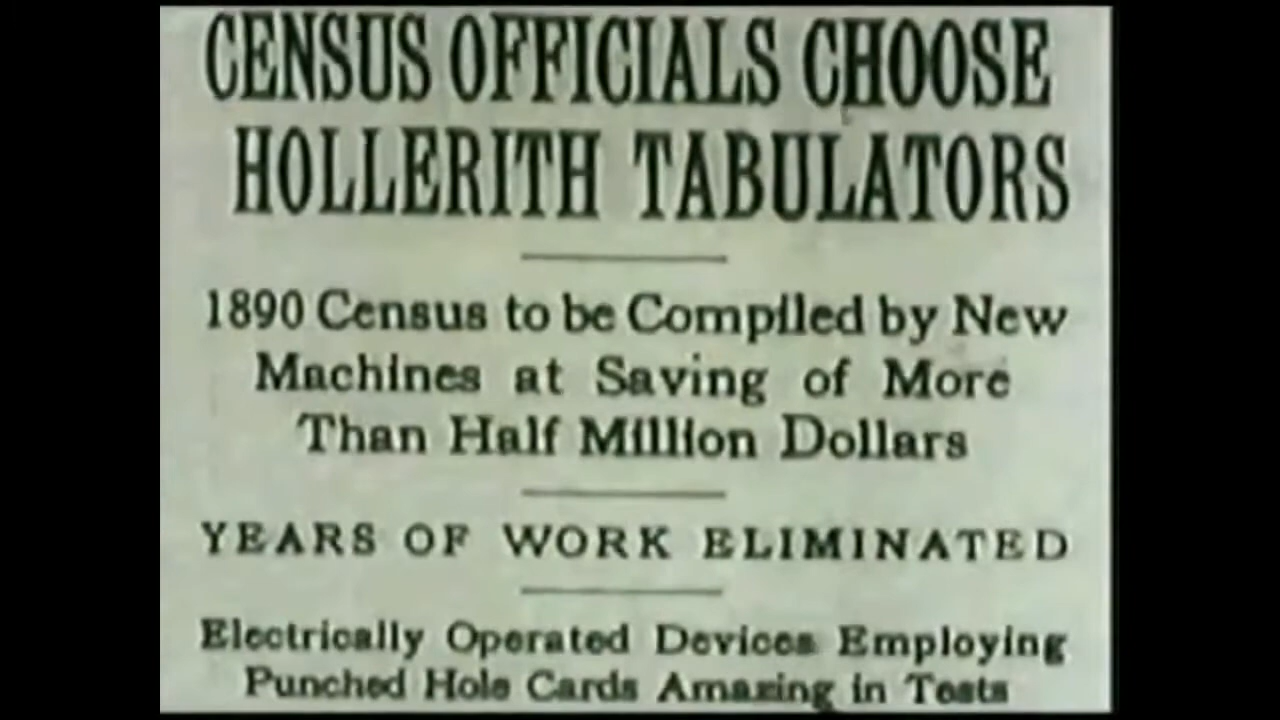 CENSUS OFFICIALS CHOOSE
HOLLERITH TABULATORS
1890 Census to be Compiled by New
Machines at Saving of More
Than Half Million Dollars
YEARS OF WORK ELIMINATED
Electrically Operated Devices Employing
Punched Hole Cards Amazing in Tests